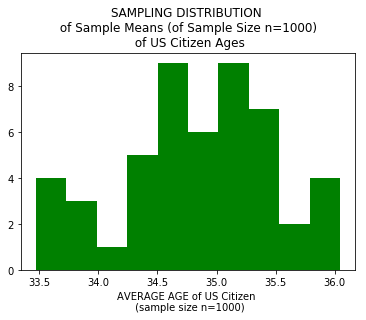 SAMPLING DISTRIBUTION
of Sample Means (of Sample Size n=1000)
of US Citizen Ages
8
6
4
2
0
33.5 34.0 34.5 35.0 35.5 36.0
AVERAGE AGE of US Citizen
(sample size n=1000)